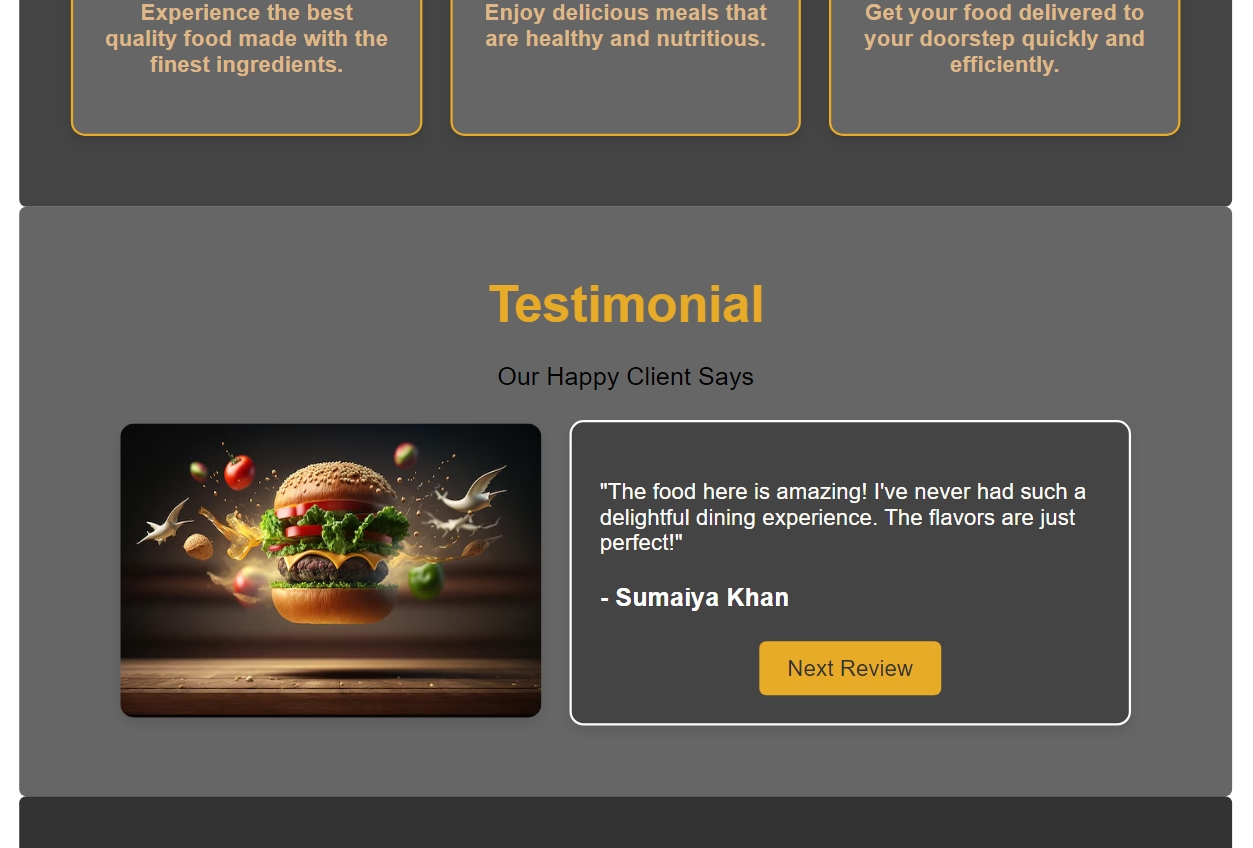 Experience the best
quality food made with the
finest ingredients.
Enjoy delicious meals that
are healthy and nutritious.
Get your food delivered to
your doorstep quickly and
efficiently.
Testimonial
Our Happy Client Says
"The food here is amazing! I've never had such a
delightful dining experience. The flavors are just
perfect!"
- Sumaiya Khan
Next Review